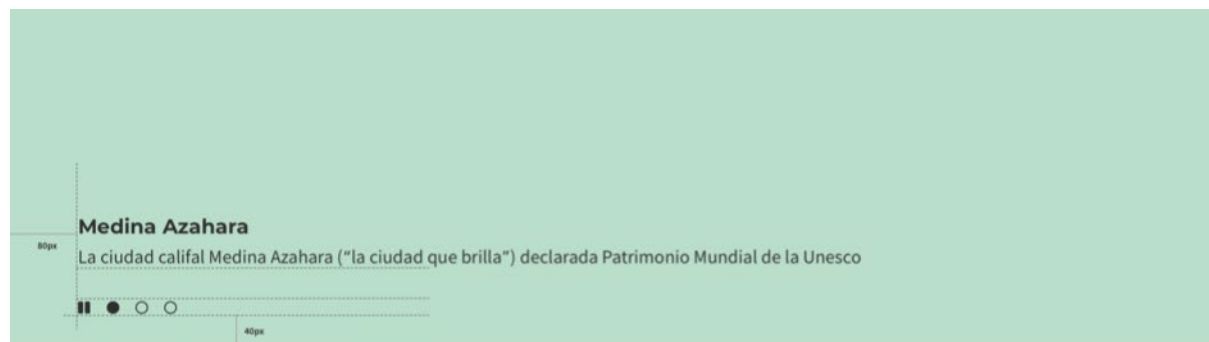 Medina Azahara
80px
La ciudad califal Medina Azahara (“la ciudad que brilla”) declarada Patrimonio Mundial de la Unesco
40px